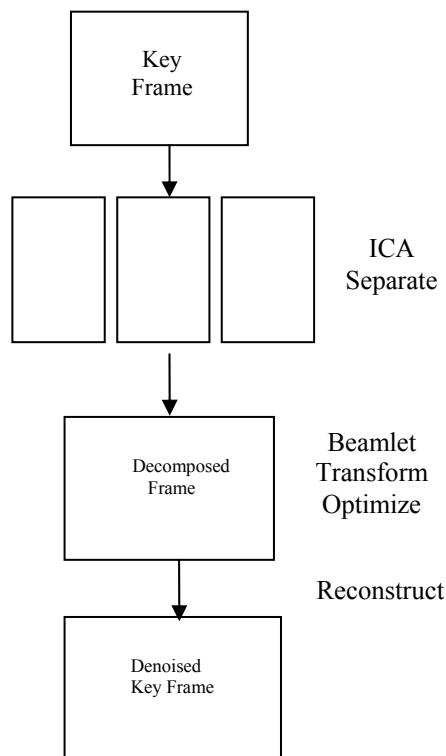 Key
Frame
ICA
Separate
Decomposed
Frame
Beamlet
Transform
Optimize
Reconstruct
Denoised
Key Frame